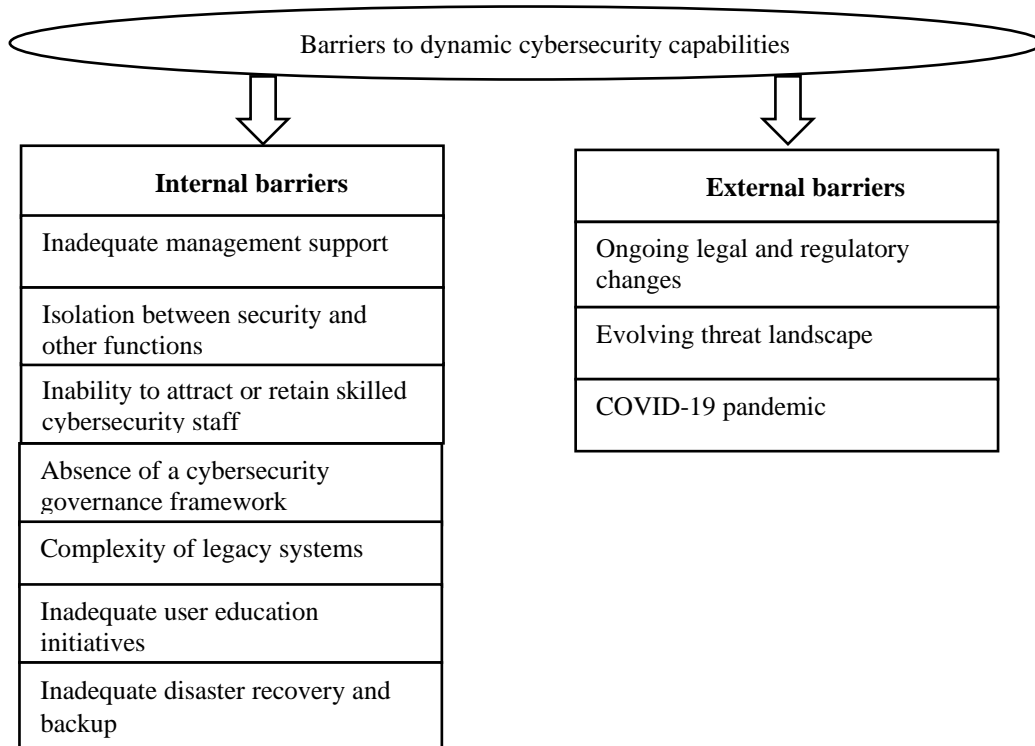 Barriers to dynamic cybersecurity capabilities
Internal barriers
Inadequate management support
Isolation between security and
other functions
Inability to attract or retain skilled
cybersecurity staff
Absence of a cybersecurity
governance framework
Complexity of legacy systems
Inadequate user education
initiatives
Inadequate disaster recovery and
backup
External barriers
Ongoing legal and regulatory
changes
Evolving threat landscape
COVID-19 pandemic